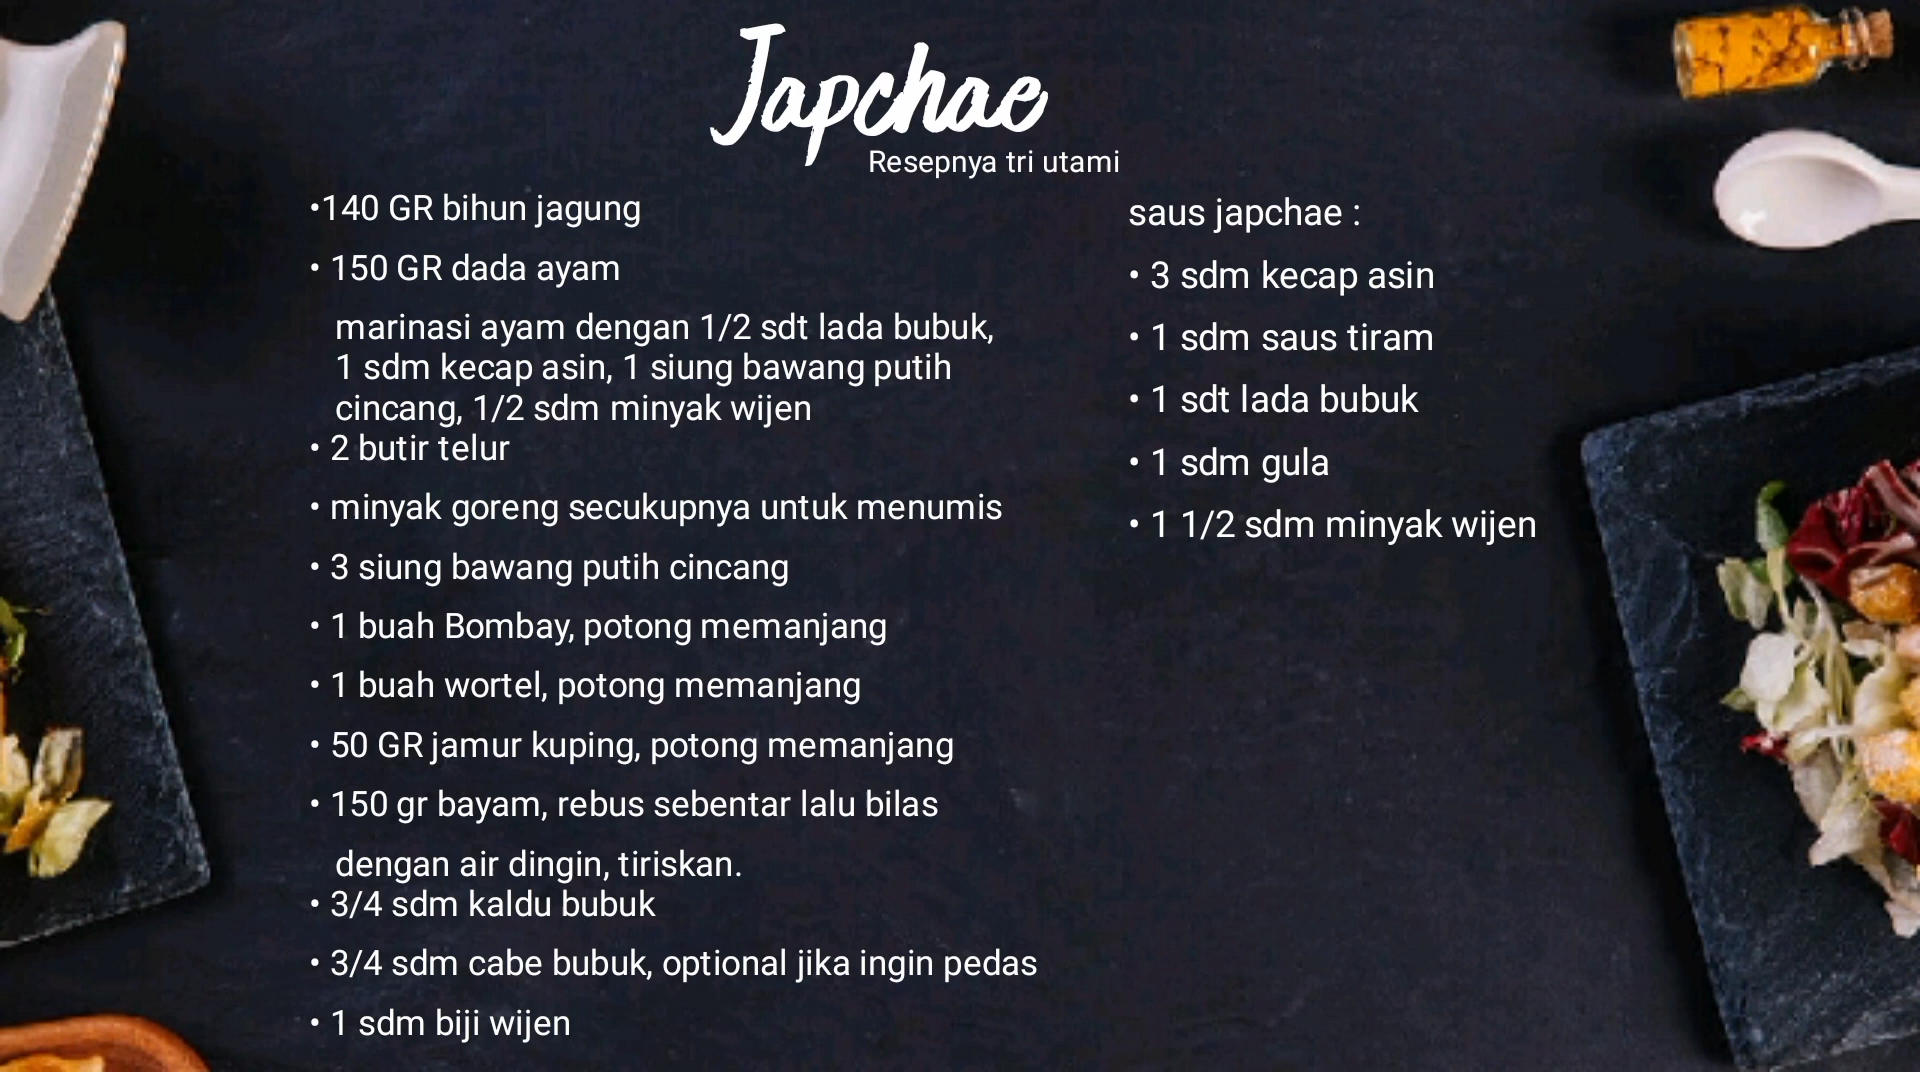 Japchae
Resepnya tri utami
•140 GR bihun jagung
• 150 GR dada ayam
marinasi ayam dengan 1/2 sdt lada bubuk,
1 sdm kecap asin, 1 siung bawang putih
cincang, 1/2 sdm minyak wijen
• 2 butir telur
• minyak goreng secukupnya untuk menumis
• 3 siung bawang putih cincang
• 1 buah Bombay, potong memanjang
• 1 buah wortel, potong memanjang
• 50 GR jamur kuping, potong memanjang
• 150 gr bayam, rebus sebentar lalu bilas
dengan air dingin, tiriskan.
• 3/4 sdm kaldu bubuk
• 3/4 sdm cabe bubuk, optional jika ingin pedas
• 1 sdm biji wijen
saus japchae :
• 3 sdm kecap asin
• 1 sdm saus tiram
• 1 sdt lada bubuk
• 1 sdm gula
• 1 1/2 sdm minyak wijen